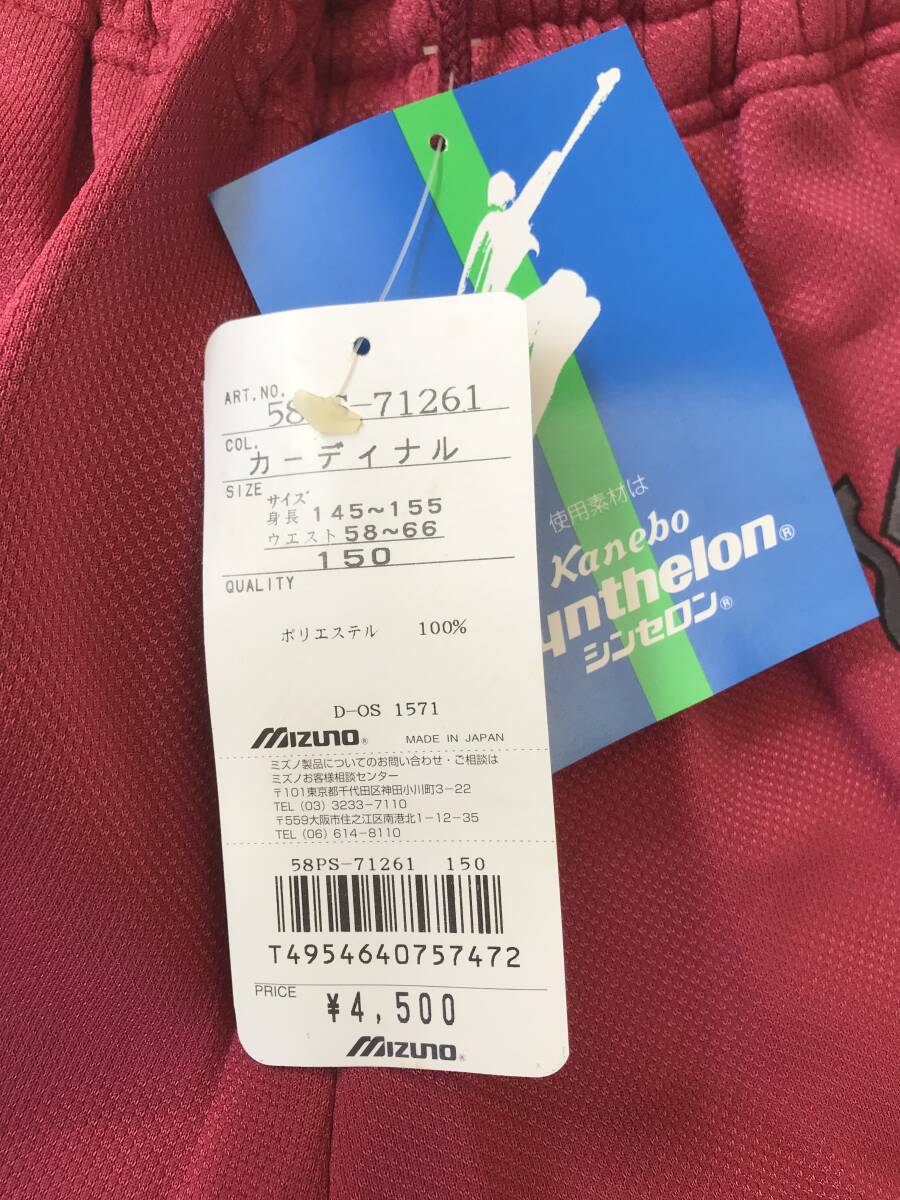 使用素材は
Kanebo
ynthelon®
シンセロン®
ART.NO.
58PS-71261
COL.
カーディナル
SIZE
サイズ
身長 145~155
ウエスト 58~66
150
QUALITY
ポリエステル 100%
D-OS 1571
MIZUNO® MADE IN JAPAN
ミズノ製品についてのお問い合わせ・ご相談は
ミズノお客様相談センター
〒101東京都千代田区神田小川町3-22
TEL (03) 3233-7110
〒559大阪市住之江区南港北1-12-35
TEL (06) 614-8110
58PS-71261 150
T4954640757472
PRICE
¥4,500
MIZUNO®